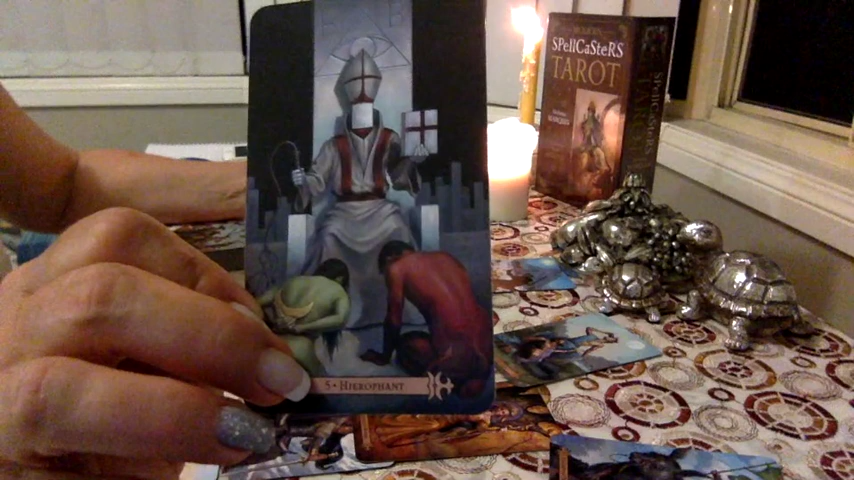 5 • HIEROPHANT
SPELLCASTERS
TAROT
SPELLCASTERS
TAROT